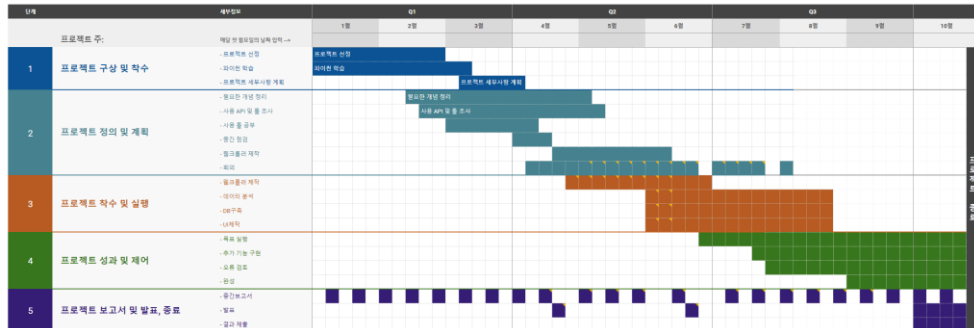 단계 세부정보 Q1 Q2 Q3
1월 2월 3월 4월 5월 6월 7월 8월 9월 10월
프로젝트 주: 해당 첫 월요일의 날짜 입력 -->
1 프로젝트 구상 및 착수
- 프로젝트 선정 프로젝트 선정
- 파이썬 학습 파이썬 학습
- 프로젝트 세부사항 계획 프로젝트 세부사항 계획
2 프로젝트 정의 및 계획
- 필요한 개념 정리 필요한 개념 정리
- 사용 API 및 툴 조사 사용 API 및 툴 조사
- 사용 툴 공부
- 중간 점검
- 웹크롤러 제작
- 회의
3 프로젝트 착수 및 실행
- 웹크롤러 제작
- 데이터 분석
- DB구축
- UI제작
4 프로젝트 성과 및 제어
- 목표 실행
- 추가 기능 구현
- 오류 검토
- 완성
5 프로젝트 보고서 및 발표, 종료
- 중간보고서
- 발표
- 결과 제출
프로젝트 종료